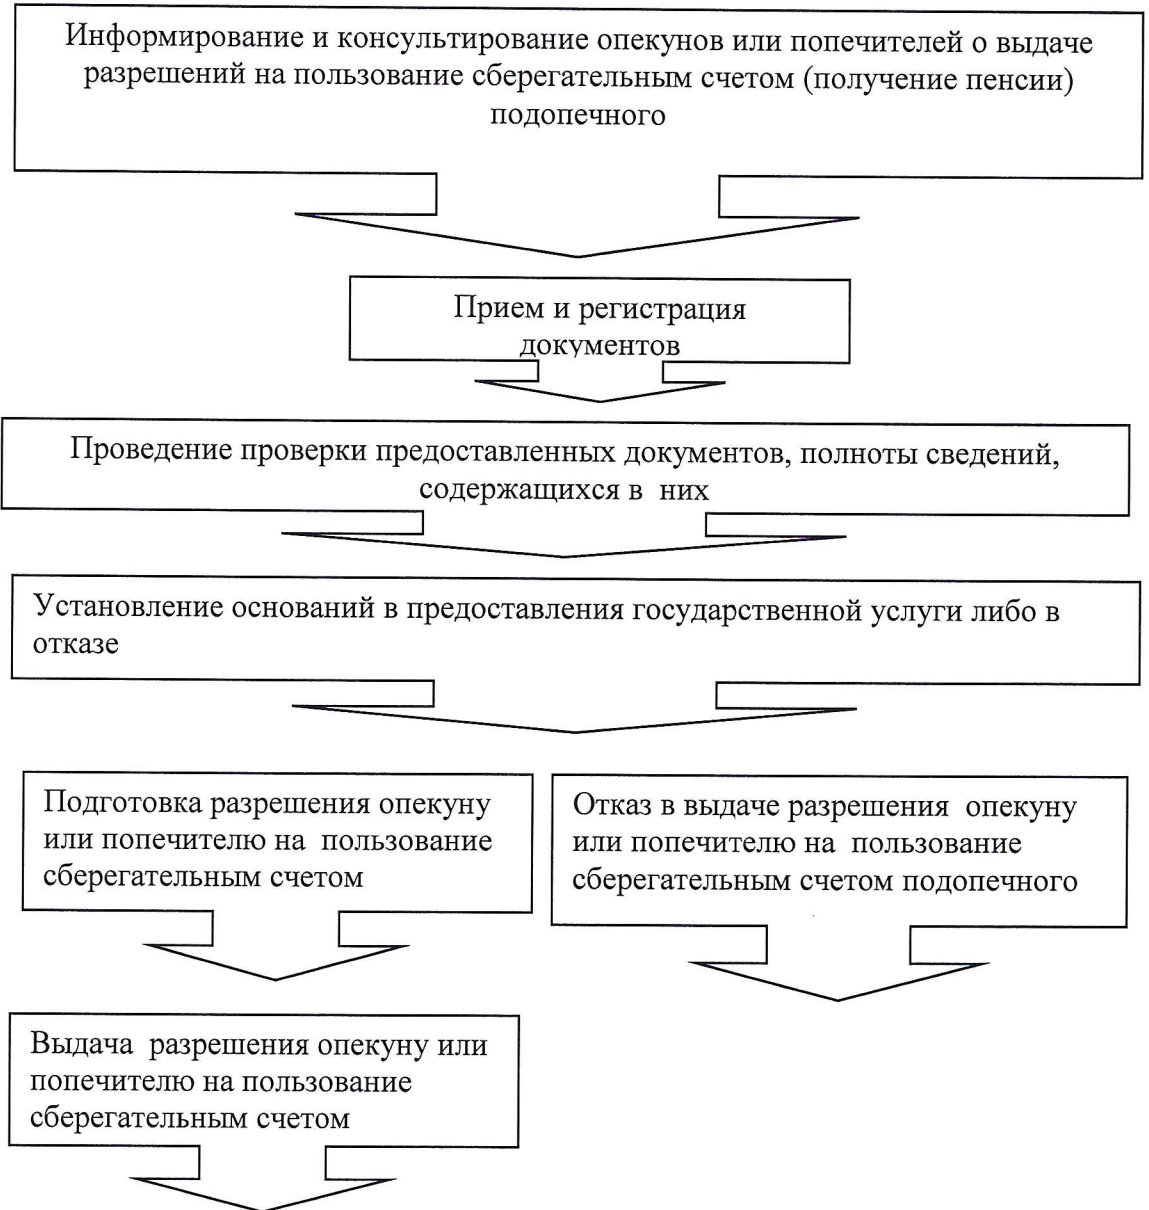 Информирование и консультирование опекунов или попечителей о выдаче
разрешений на пользование сберегательным счетом (получение пенсии)
подопечного
Прием и регистрация
документов
Проведение проверки предоставленных документов, полноты сведений,
содержащихся в них
Установление оснований в предоставления государственной услуги либо в
отказе
Подготовка разрешения опекуну
или попечителю на пользование
сберегательным счетом
Отказ в выдаче разрешения опекуну
или попечителю на пользование
сберегательным счетом подопечного
Выдача разрешения опекуну или
попечителю на пользование
сберегательным счетом